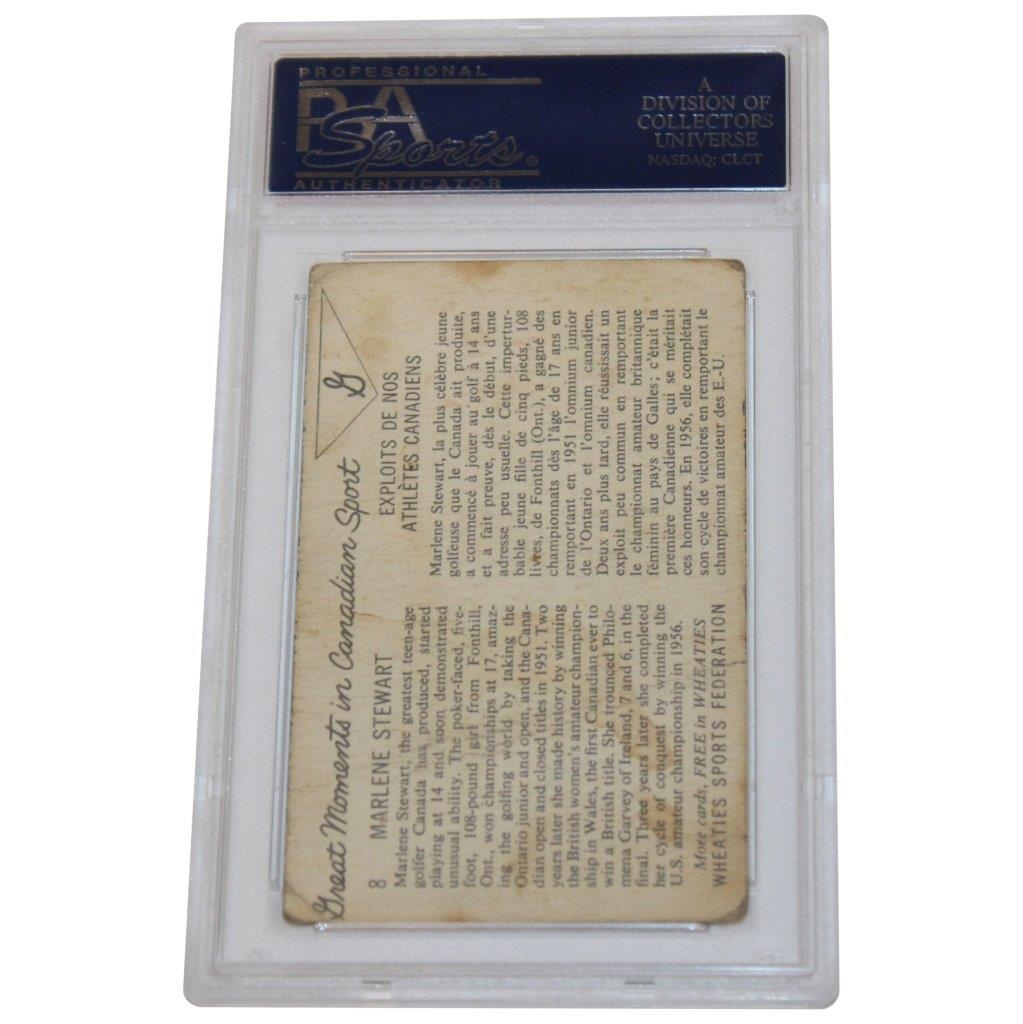 PROFESSIONAL
PSA
Sports®
AUTHENTICATOR
A
DIVISION OF
COLLECTORS
UNIVERSE
NASDAQ: CLCT
Great Moments in Canadian Sport
G
8 MARLENE STEWART
Marlene Stewart, the greatest teen-age
golfer Canada has produced, started
playing at 14 and soon demonstrated
unusual ability. The poker-faced, five-
foot, 108-pound girl from Fonthill,
Ont., won championships at 17, amaz-
ing the golfing world by taking the
Ontario junior and open, and the Cana-
dian open and closed titles in 1951. Two
years later she made history by winning
the British women's amateur champion-
ship in Wales, the first Canadian ever to
win a British title. She trounced Philo-
mena Garvey of Ireland, 7 and 6, in the
final. Three years later she completed
her cycle of conquest by winning the
U.S. amateur championship in 1956.
More cards, FREE in WHEATIES
WHEATIES SPORTS FEDERATION
EXPLOITS DE NOS
ATHLÈTES CANADIENS
Marlene Stewart, la plus célèbre jeune
golfeuse que le Canada ait produite,
a commencé à jouer au golf à 14 ans
et a fait preuve, dès le début, d'une
adresse peu usuelle. Cette impertur-
bable jeune fille de cinq pieds, 108
livres, de Fonthill (Ont.), a gagné des
championnats dès l'âge de 17 ans en
remportant en 1951 l'omnium junior
de l'Ontario et l'omnium canadien.
Deux ans plus tard, elle réussissait un
exploit peu commun en remportant
le championnat amateur britannique
féminin au pays de Galles; c'était la
première Canadienne qui se méritait
ces honneurs. En 1956, elle complétait
son cycle de victoires en remportant le
championnat amateur des E.-U.